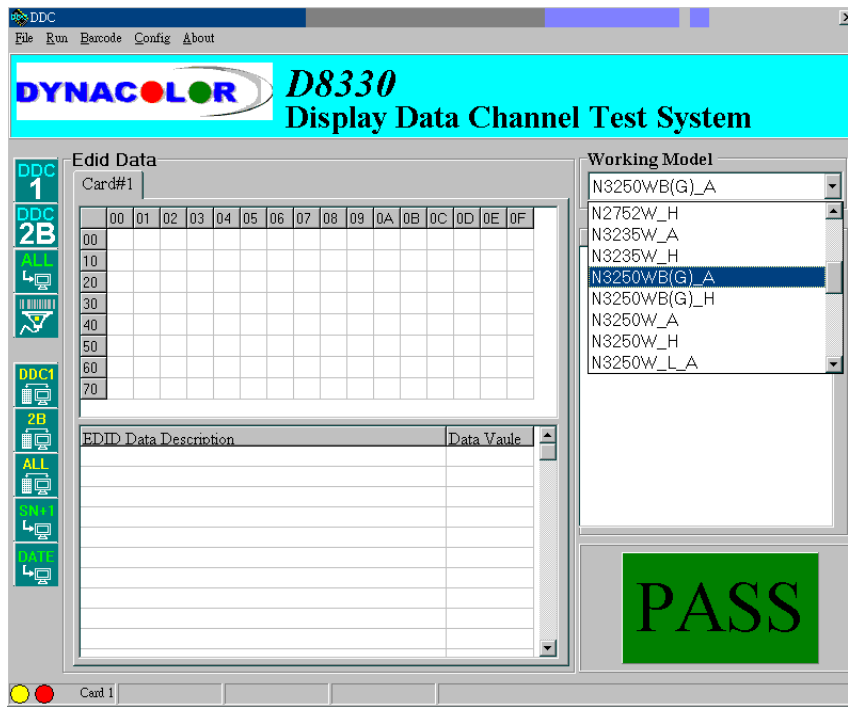 DDC
File Run Barcode Config About
DYNACOLOR
D8330
Display Data Channel Test System
DDC
1
DDC
2B
ALL
DDC1
2B
ALL
SN+1
DATE
Edid Data
Card#1
00 01 02 03 04 05 06 07 08 09 0A 0B 0C 0D 0E 0F
00
10
20
30
40
50
60
70
EDID Data Description Data Vaule
Working Model
N3250WB(G)_A
N2752W_H
N3235W_A
N3235W_H
N3250WB(G)_A
N3250WB(G)_H
N3250W_A
N3250W_H
N3250W_L_A
PASS
Card 1